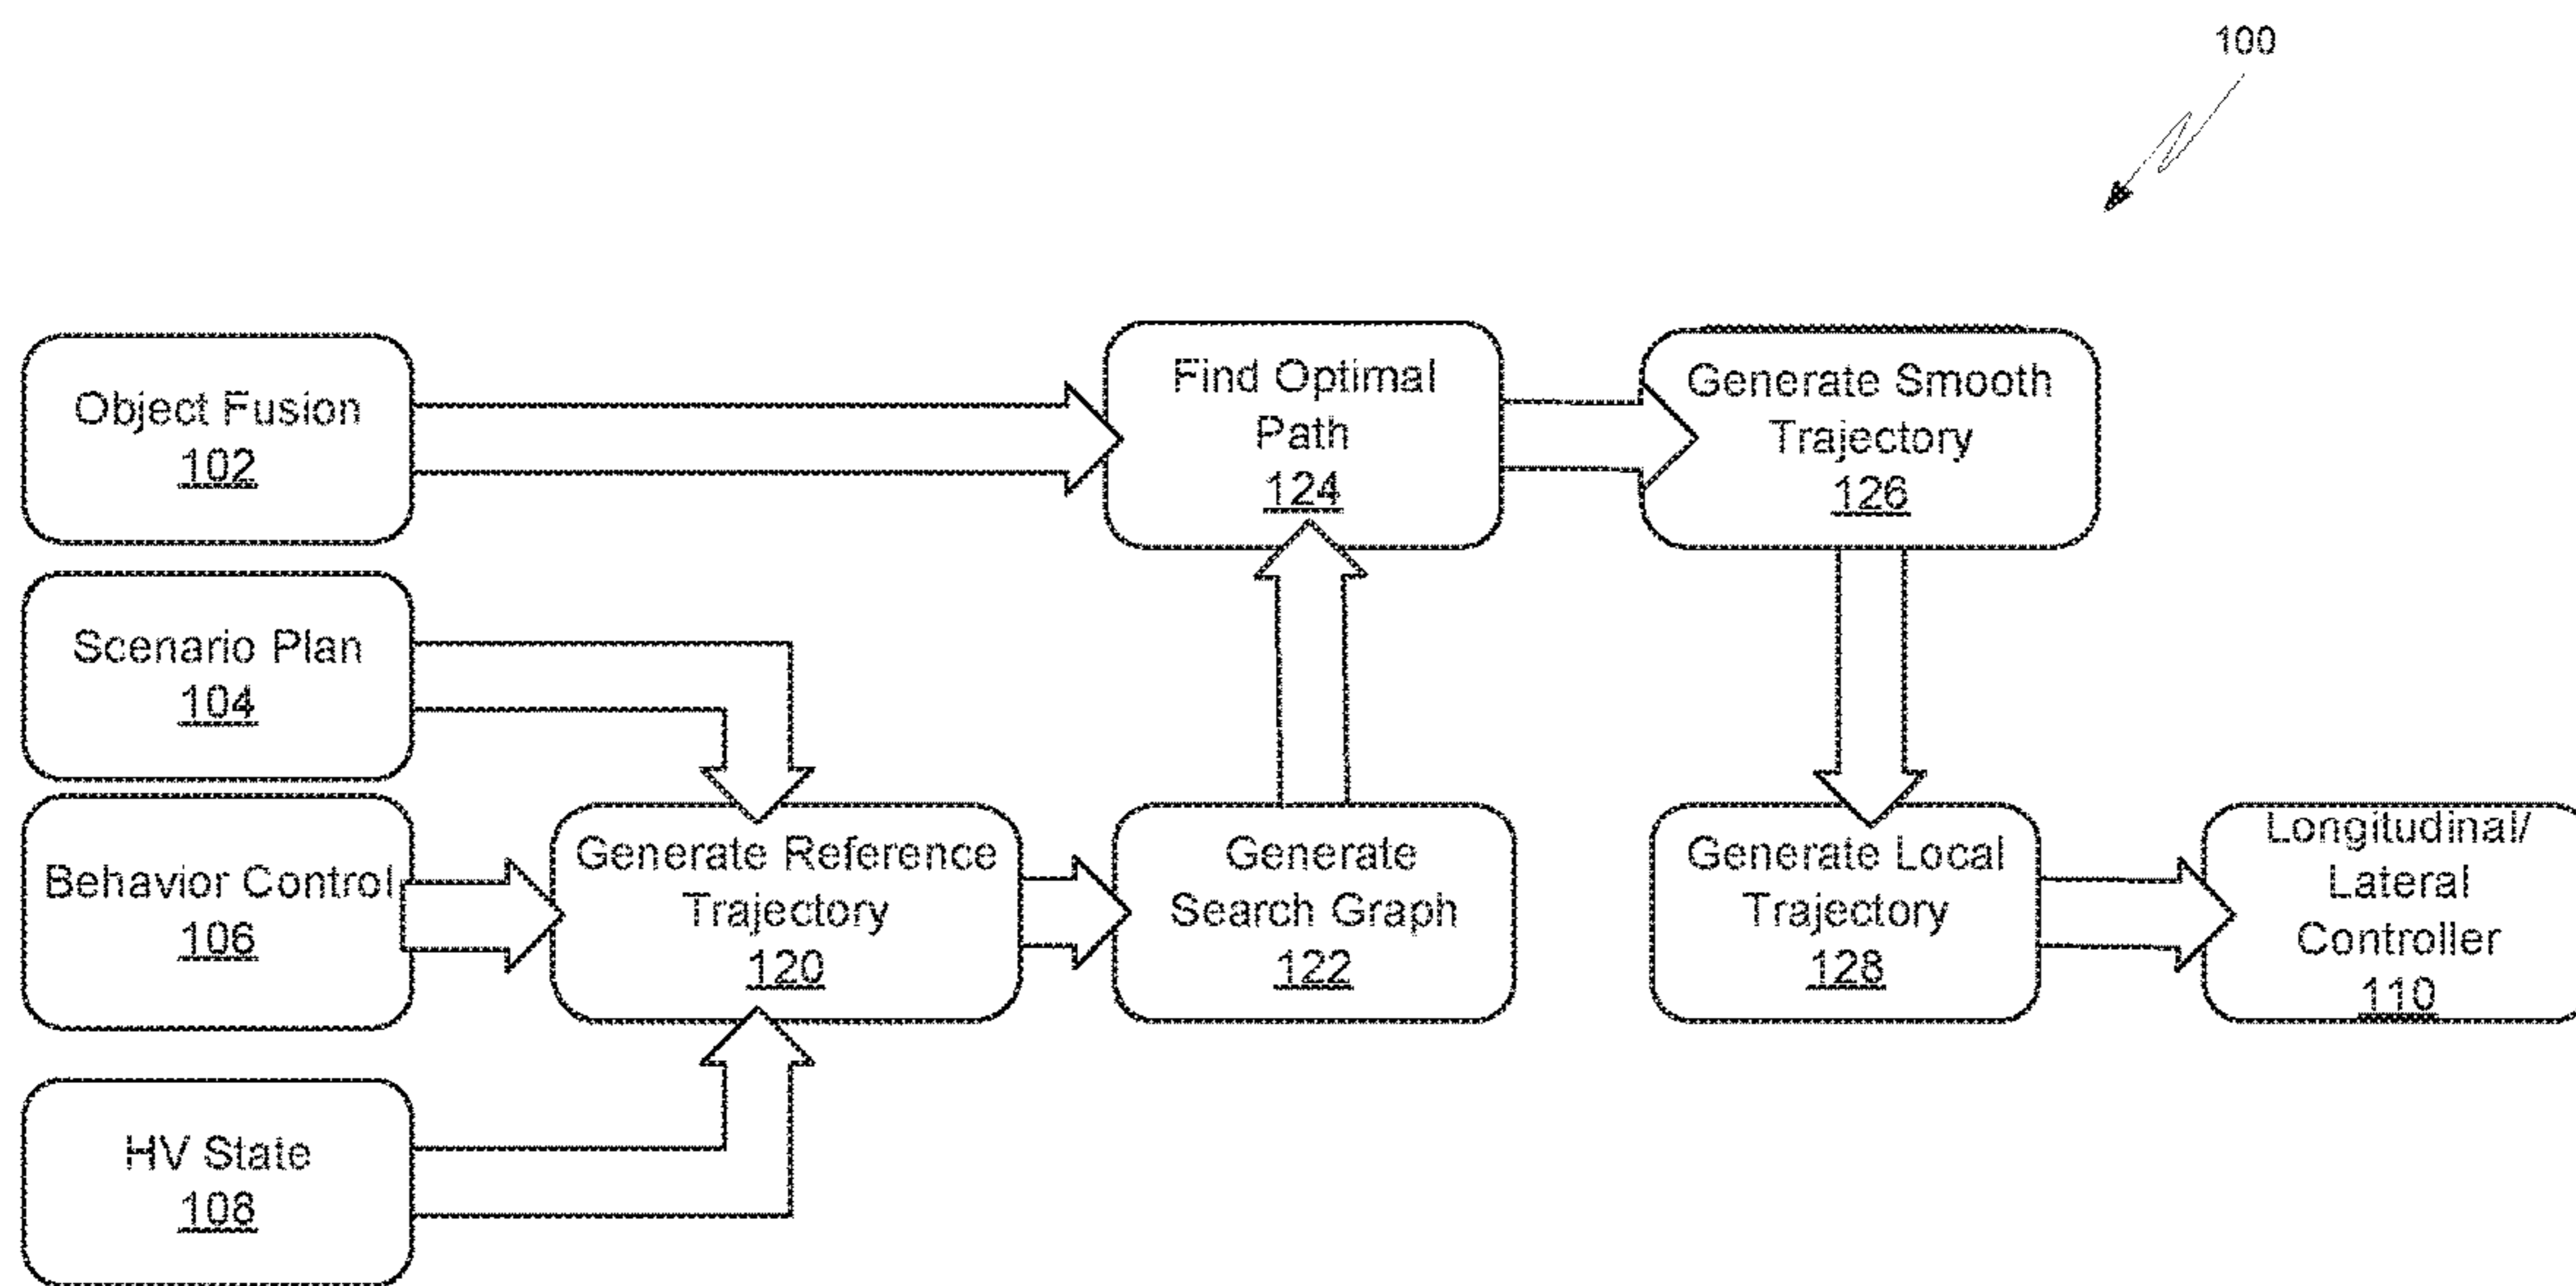 100
Object Fusion
102
Find Optimal
Path
124
Generate Smooth
Trajectory
126
Scenario Plan
104
Behavior Control
106
Generate Reference
Trajectory
120
Generate
Search Graph
122
Generate Local
Trajectory
128
Longitudinal/
Lateral
Controller
110
HV State
108